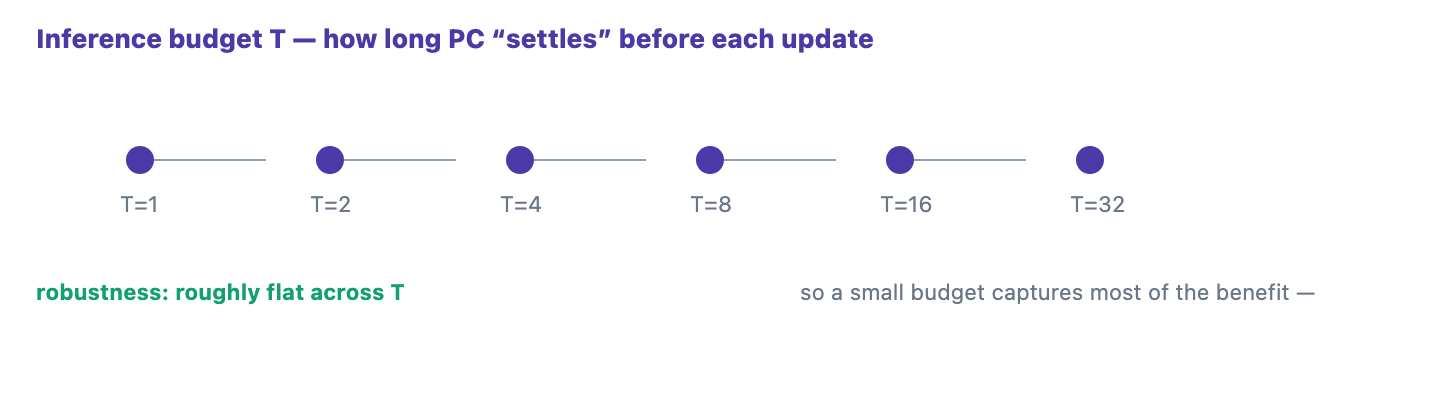 Inference budget T — how long PC “settles” before each update
T=1 T=2 T=4 T=8 T=16 T=32
robustness: roughly flat across T so a small budget captures most of the benefit —